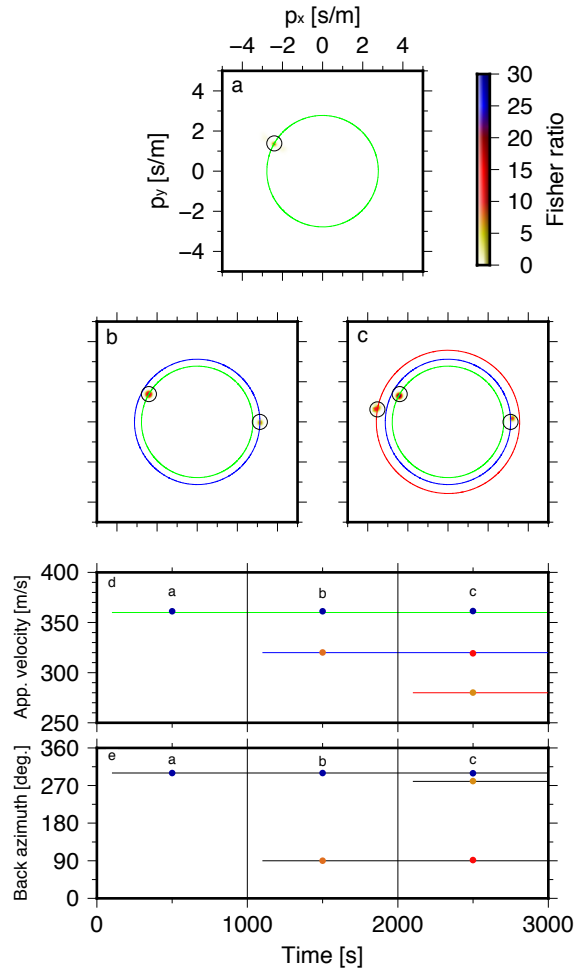 px [s/m]
−4 −2 0 2 4
a
4
2
0
−2
−4
py [s/m]
30
25
20
15
10
5
0
Fisher ratio
b
c
400
350
300
250
App. velocity [m/s]
d
a
b
c
360
270
180
90
0
Back azimuth [deg.]
e
a
b
c
0 1000 2000 3000
Time [s]